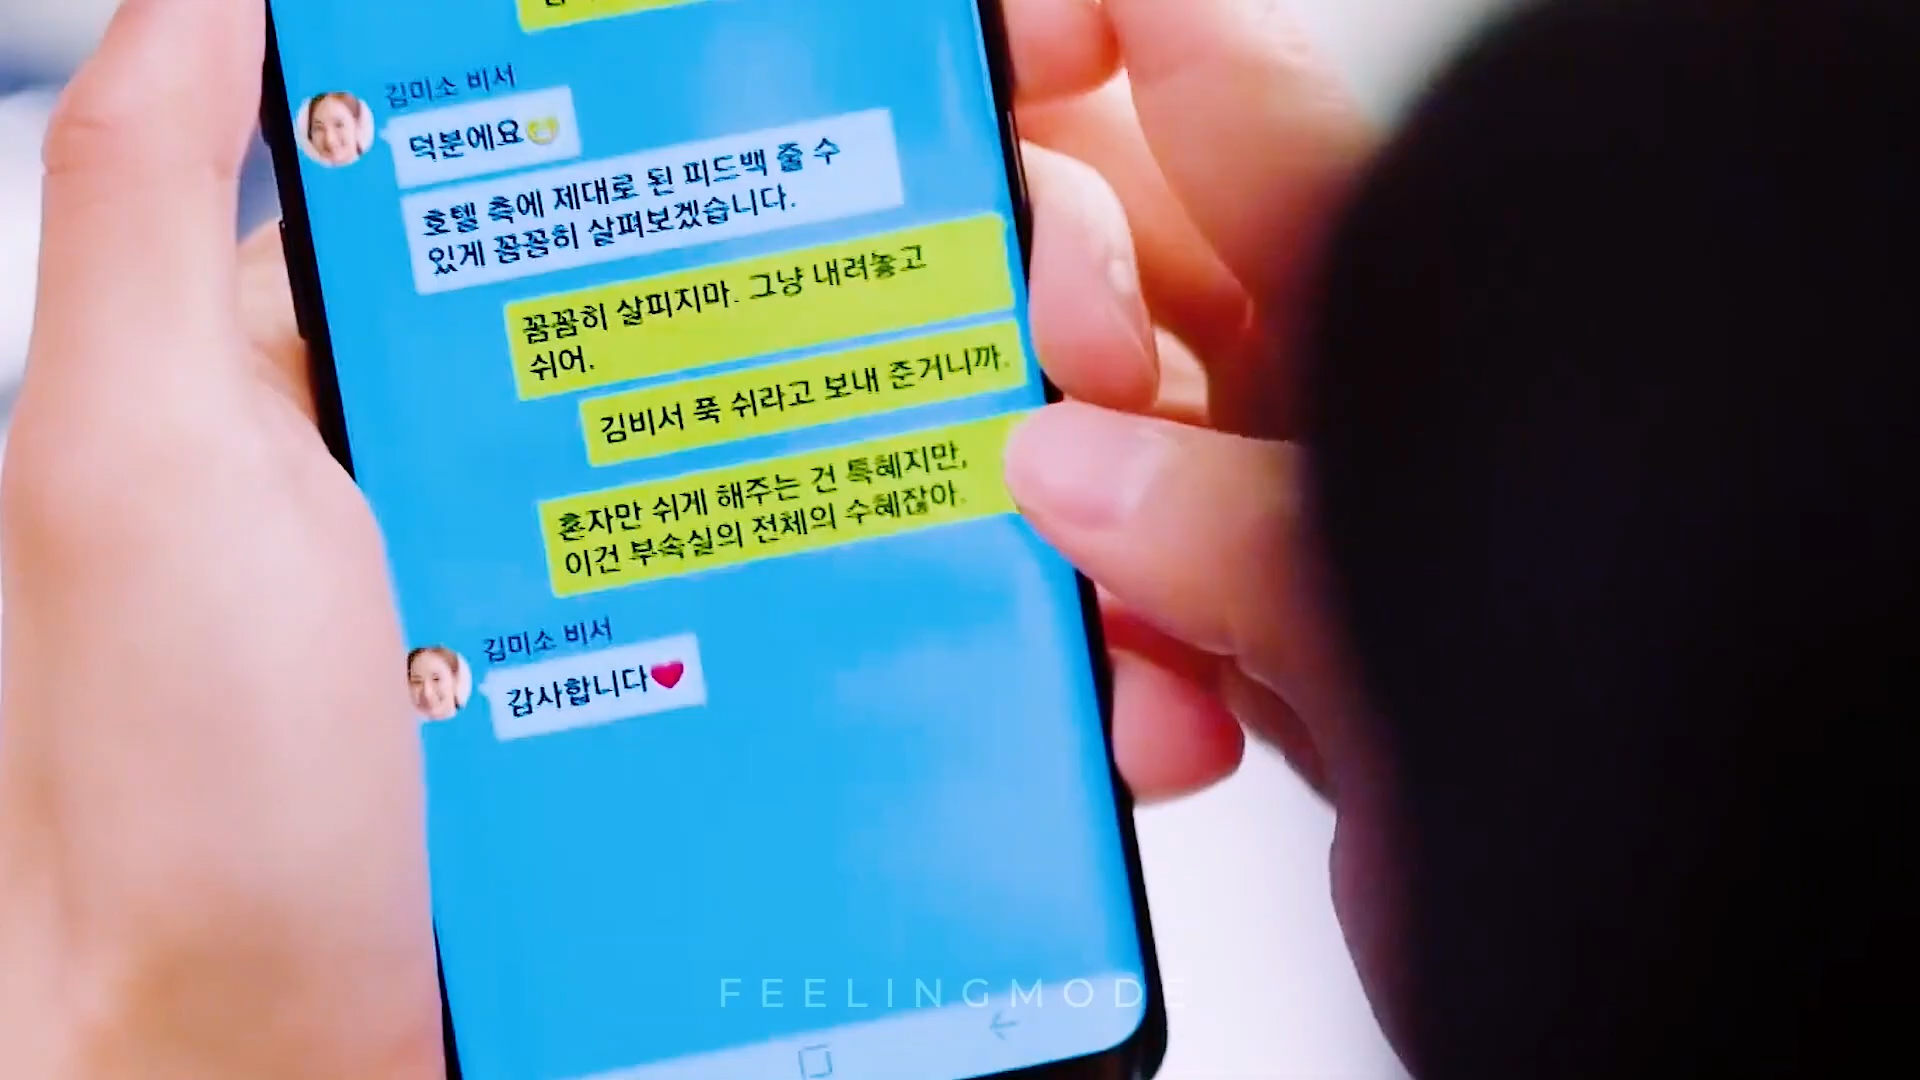 김미소 비서
덕분에요
호텔 측에 제대로 된 피드백 줄 수
있게 꼼꼼히 살펴보겠습니다.
꼼꼼히 살피지마. 그냥 내려놓고
쉬어.
김비서 푹 쉬라고 보내 준거니까.
혼자만 쉬게 해주는 건 특혜지만,
이건 부속실의 전체의 수혜잖아.
김미소 비서
감사합니다❤
FEELINGMODE